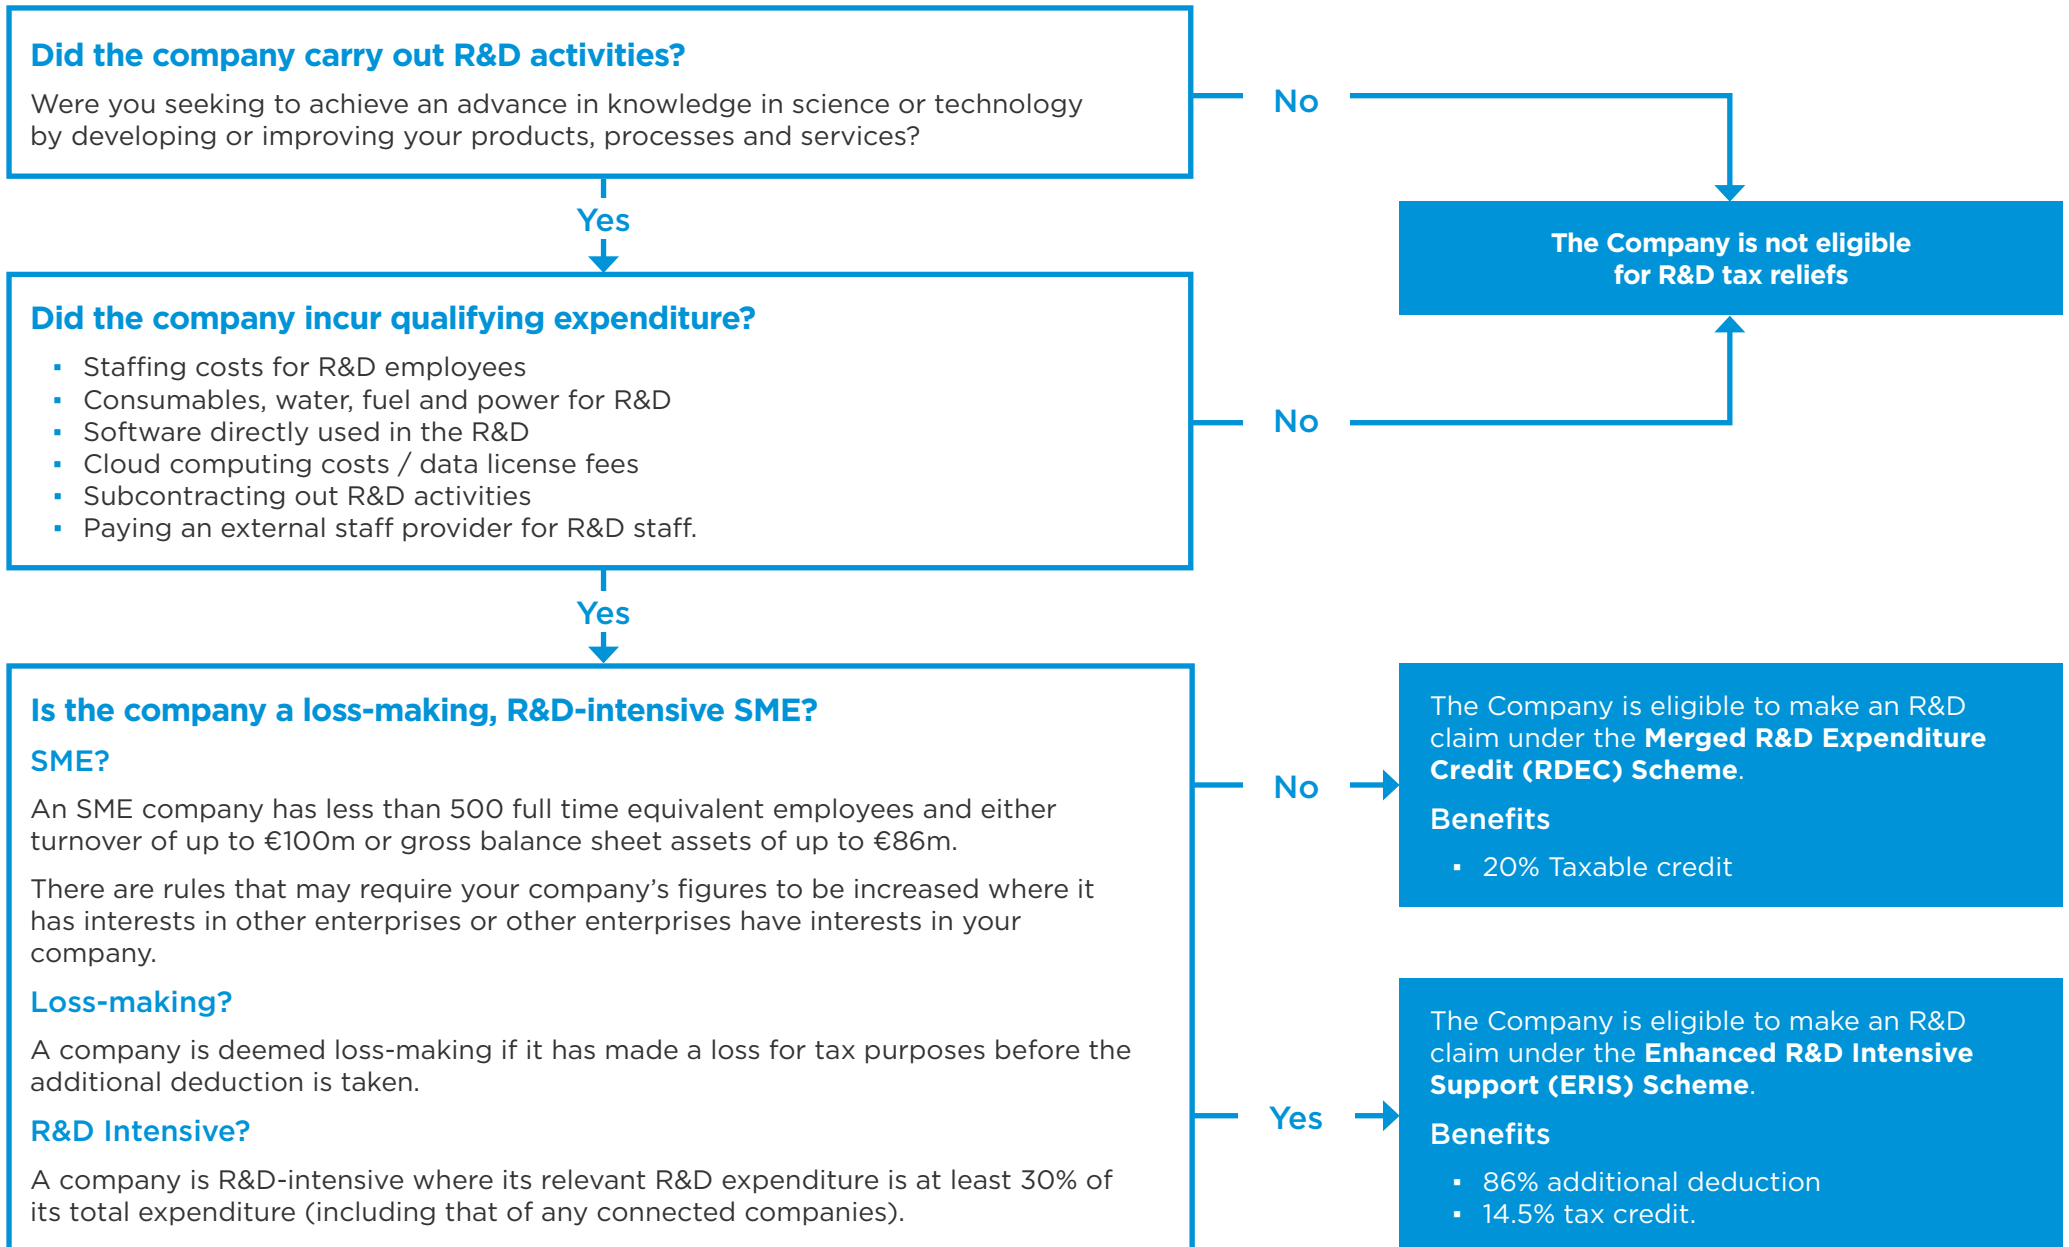 Did the company carry out R&D activities?
Were you seeking to achieve an advance in knowledge in science or technology
by developing or improving your products, processes and services?
No
Yes
The Company is not eligible
for R&D tax reliefs
Did the company incur qualifying expenditure?
▪ Staffing costs for R&D employees
▪ Consumables, water, fuel and power for R&D
▪ Software directly used in the R&D
▪ Cloud computing costs / data license fees
▪ Subcontracting out R&D activities
▪ Paying an external staff provider for R&D staff.
No
Yes
Is the company a loss-making, R&D-intensive SME?
SME?
An SME company has less than 500 full time equivalent employees and either
turnover of up to €100m or gross balance sheet assets of up to €86m.
There are rules that may require your company’s figures to be increased where it
has interests in other enterprises or other enterprises have interests in your
company.
Loss-making?
A company is deemed loss-making if it has made a loss for tax purposes before the
additional deduction is taken.
R&D Intensive?
A company is R&D-intensive where its relevant R&D expenditure is at least 30% of
its total expenditure (including that of any connected companies).
No
The Company is eligible to make an R&D
claim under the Merged R&D Expenditure
Credit (RDEC) Scheme.
Benefits
▪ 20% Taxable credit
Yes
The Company is eligible to make an R&D
claim under the Enhanced R&D Intensive
Support (ERIS) Scheme.
Benefits
▪ 86% additional deduction
▪ 14.5% tax credit.